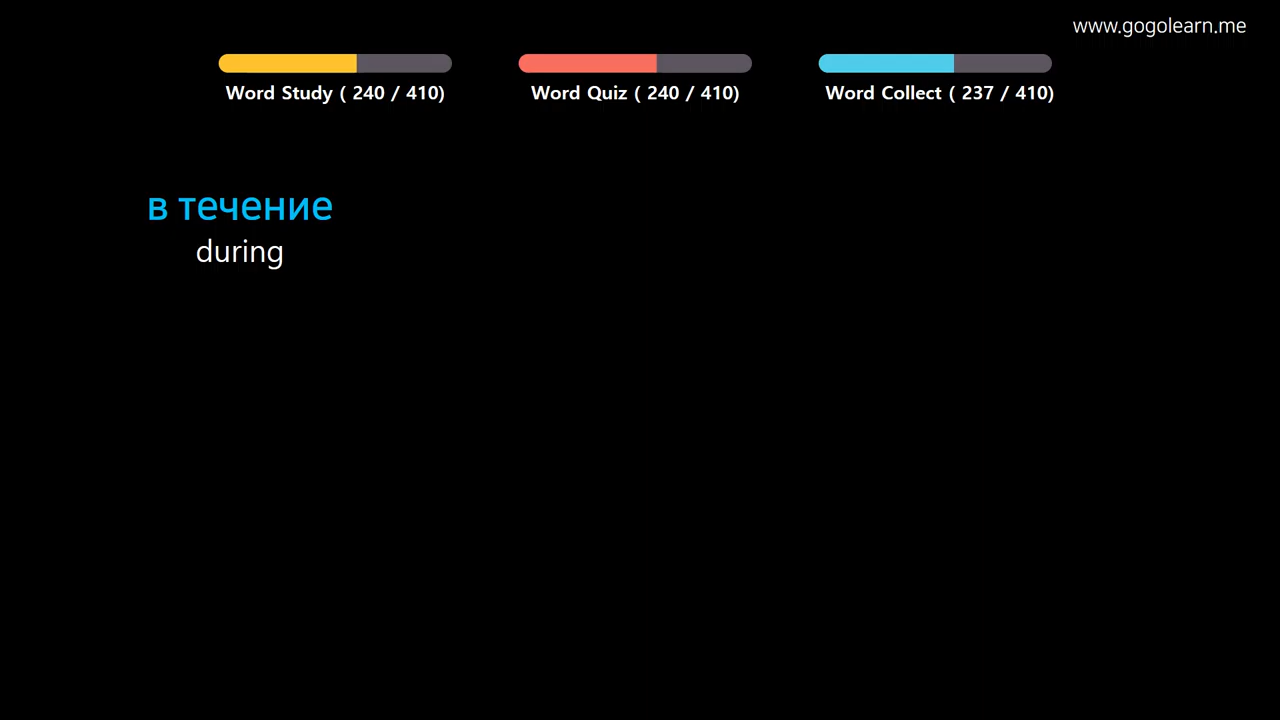 www.gogolearn.me
Word Study ( 240 / 410)
Word Quiz ( 240 / 410)
Word Collect ( 237 / 410)
в течение
during